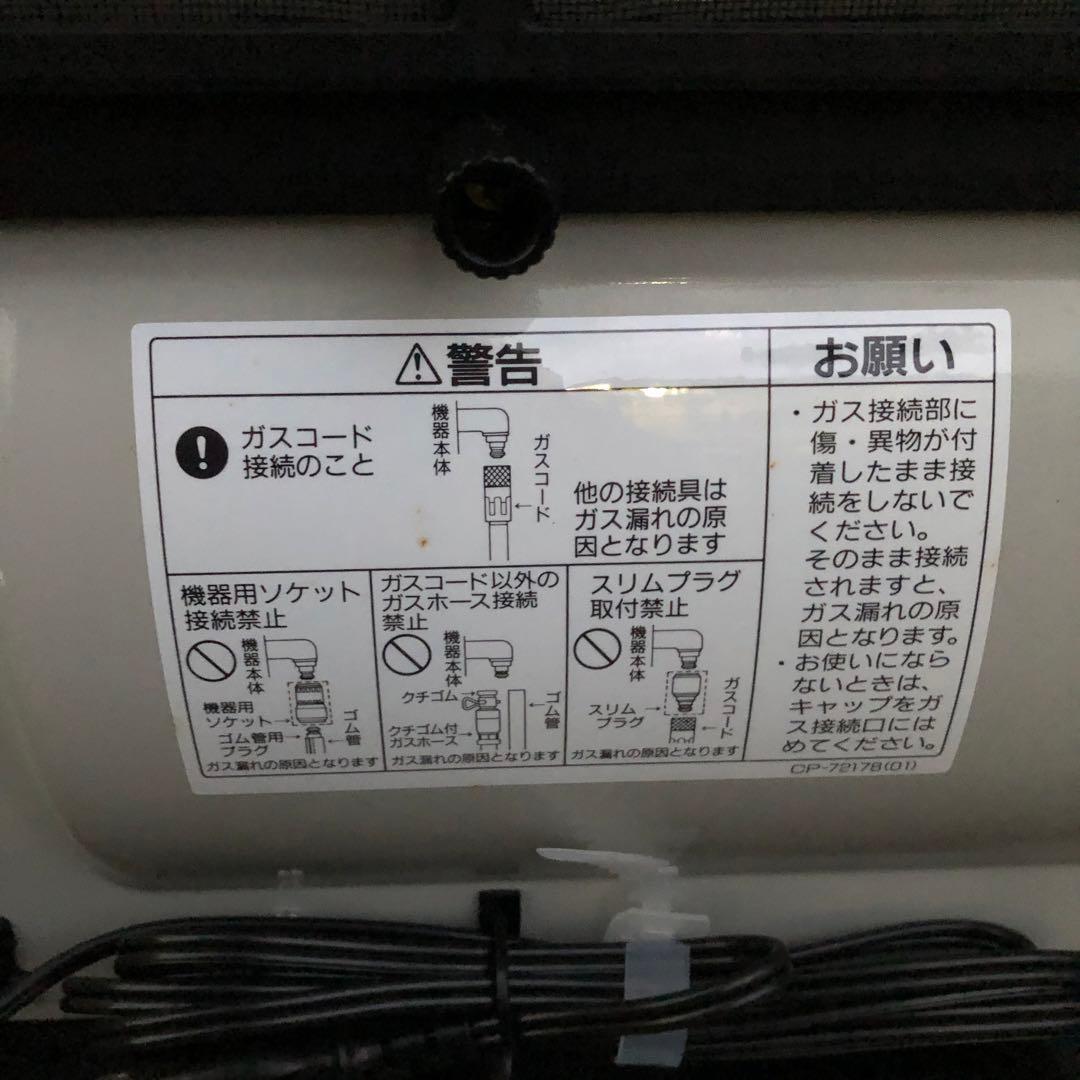 ⚠警告
ガスコード
接続のこと
機器本体
ガスコード
他の接続具は
ガス漏れの原
因となります
機器用ソケット
接続禁止
機器本体
機器用
ソケット
ゴム管用
プラグ
ゴム管
ガス漏れの原因となります
ガスコード以外の
ガスホース接続
禁止
機器本体
クチゴム
クチゴム付
ガスホース
ゴム管
ガス漏れの原因となります
スリムプラグ
取付禁止
機器本体
スリム
プラグ
ガスコード
ガス漏れの原因となります
お願い
・ガス接続部に
傷・異物が付
着したまま接
続をしないで
ください。
そのまま接続
されますと、
ガス漏れの原
因となります。
・お使いになら
ないときは、
キャップをガ
ス接続口には
めてください。
CP-72178(01)